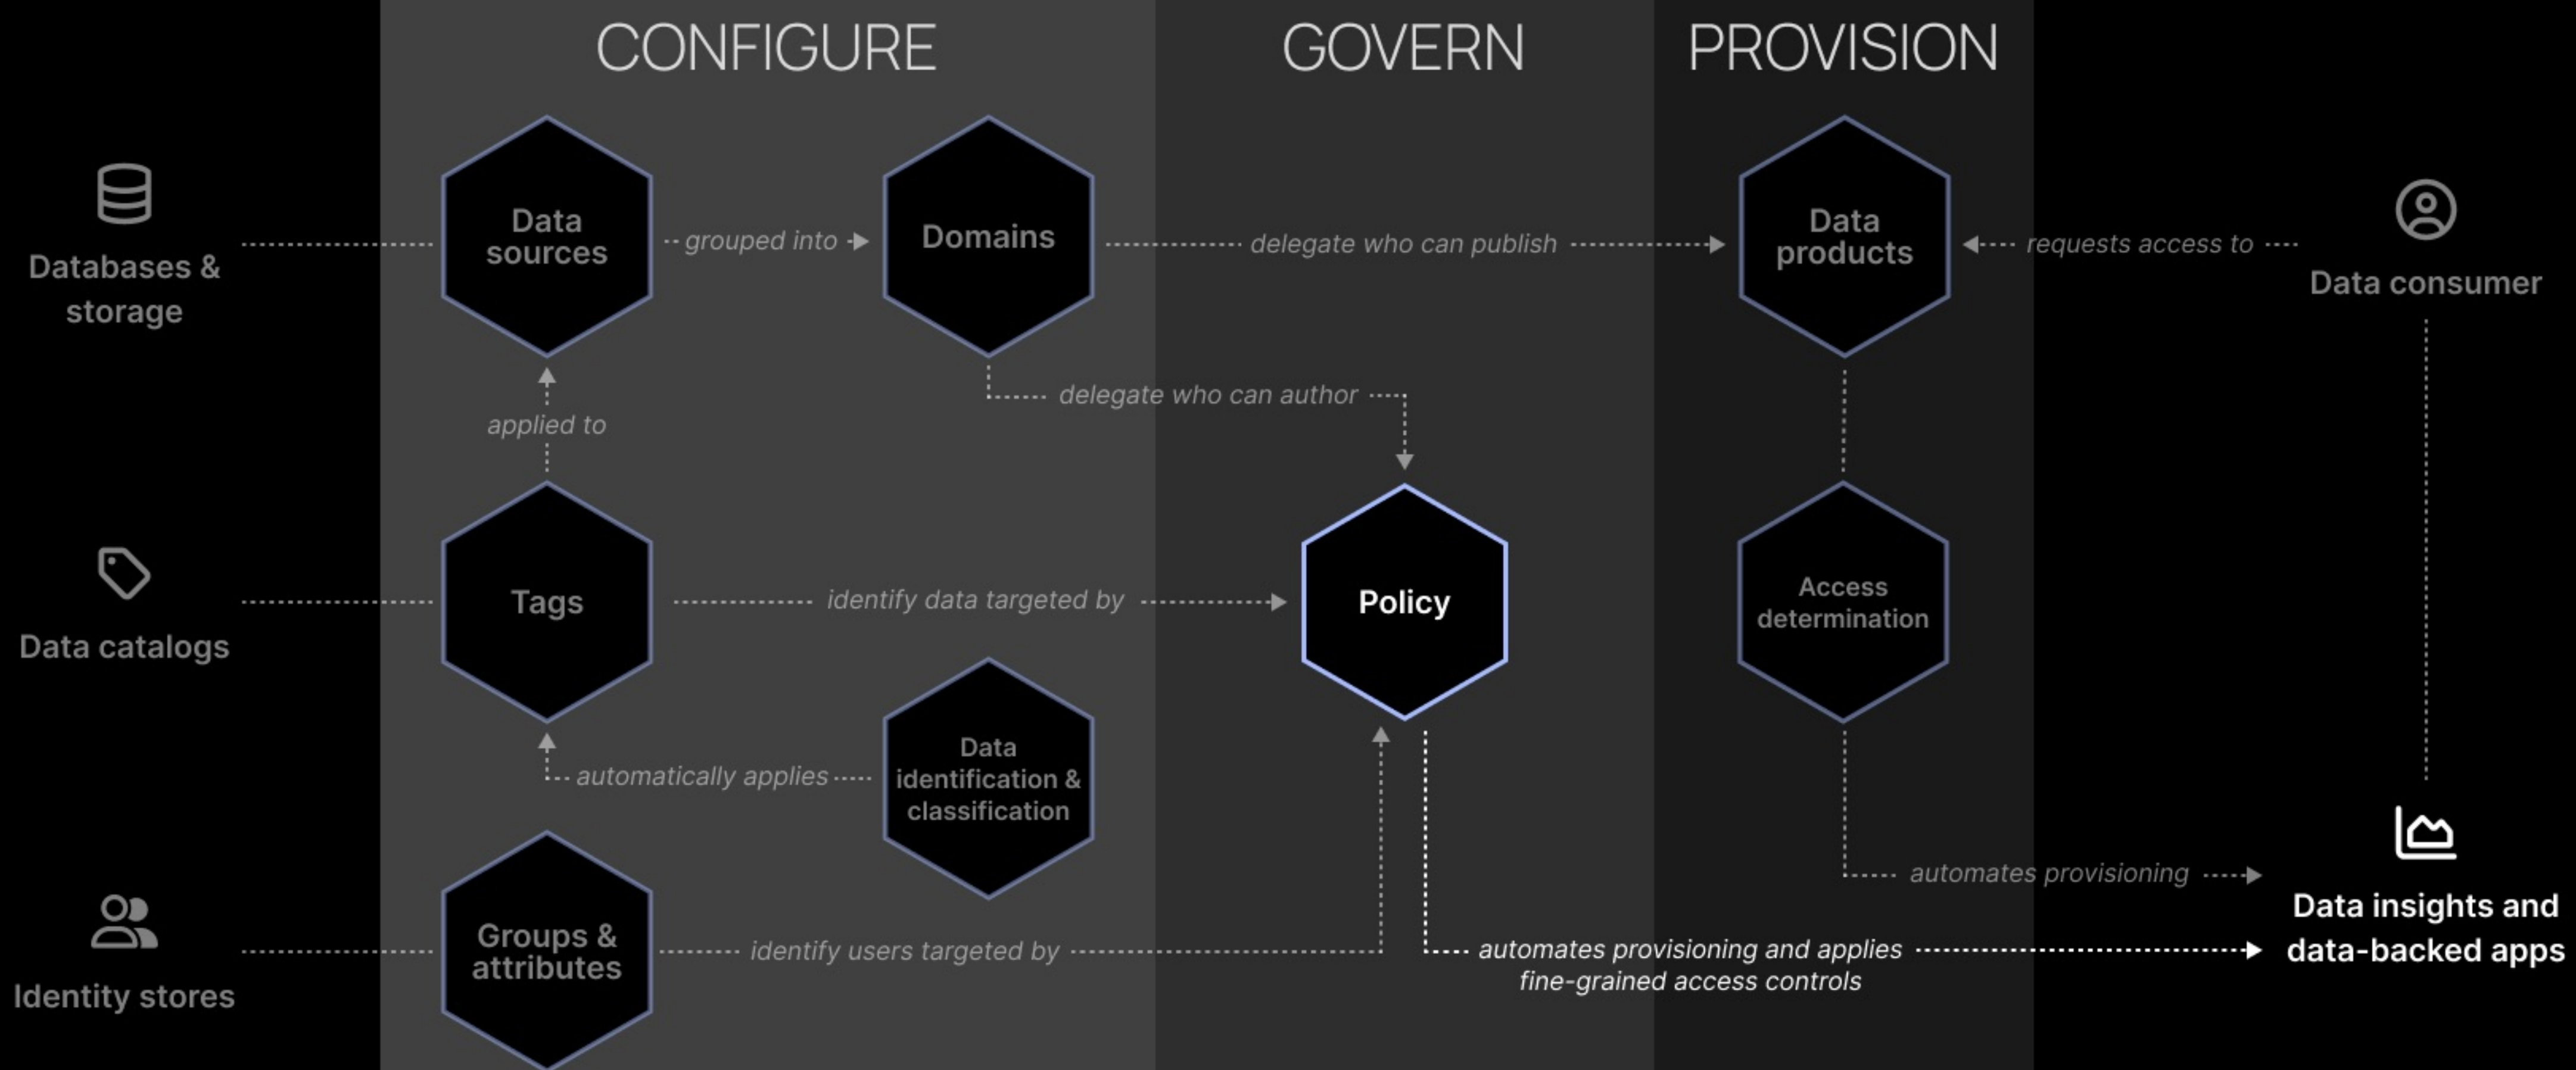 CONFIGURE
GOVERN
PROVISION
Databases &
storage
Data
sources
grouped into
Domains
delegate who can publish
Data
products
requests access to
Data consumer
applied to
delegate who can author
Data catalogs
Tags
identify data targeted by
Policy
Access
determination
automatically applies
Data
identification &
classification
Identity stores
Groups &
attributes
identify users targeted by
automates provisioning
automates provisioning and applies
fine-grained access controls
Data insights and
data-backed apps